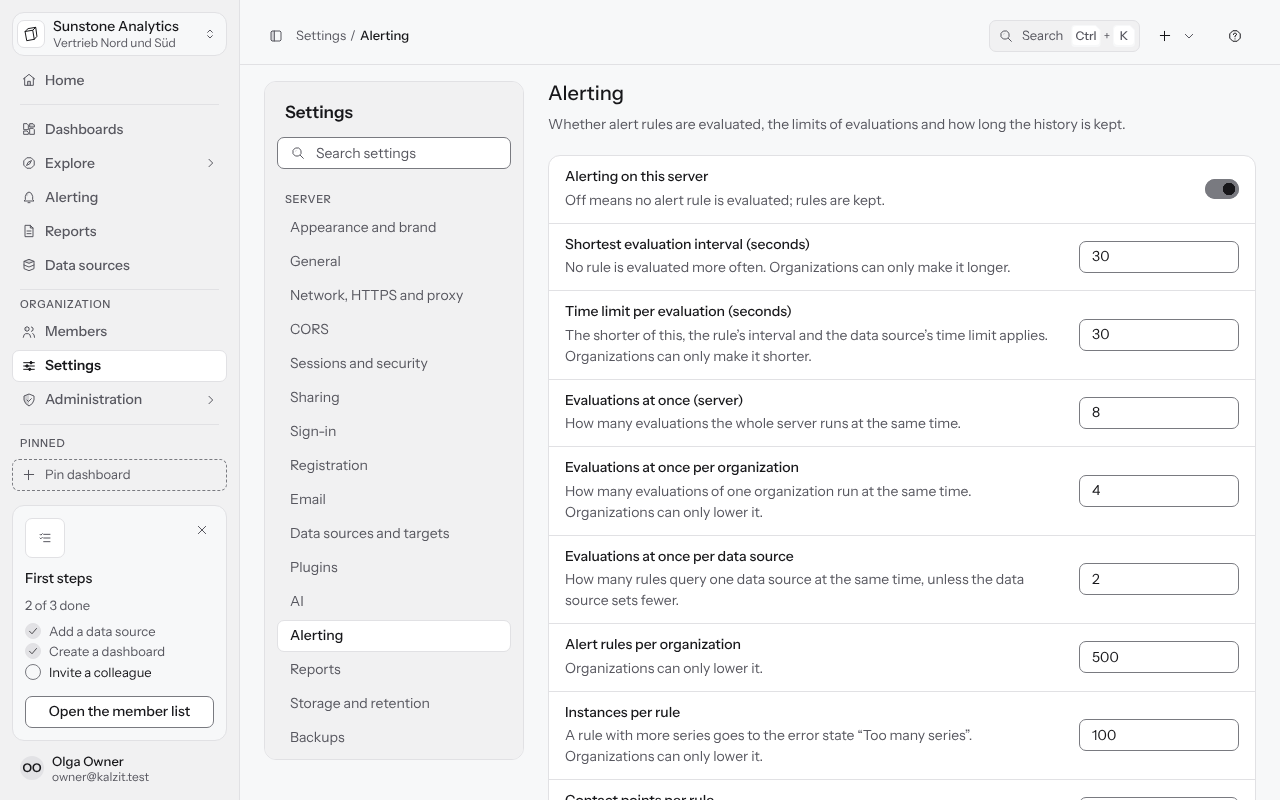 Sunstone Analytics
Vertrieb Nord und Süd
Home
Dashboards
Explore
Alerting
Reports
Data sources
ORGANIZATION
Members
Settings
Administration
PINNED
Pin dashboard
First steps
2 of 3 done
Add a data source
Create a dashboard
Invite a colleague
Open the member list
OO
Olga Owner
owner@kalzit.test
Settings / Alerting
Search Ctrl + K
Settings
Search settings
SERVER
Appearance and brand
General
Network, HTTPS and proxy
CORS
Sessions and security
Sharing
Sign-in
Registration
Email
Data sources and targets
Plugins
AI
Alerting
Reports
Storage and retention
Backups
Alerting
Whether alert rules are evaluated, the limits of evaluations and how long the history is kept.
Alerting on this server
Off means no alert rule is evaluated; rules are kept.
Shortest evaluation interval (seconds)
No rule is evaluated more often. Organizations can only make it longer.
30
Time limit per evaluation (seconds)
The shorter of this, the rule’s interval and the data source’s time limit applies.
Organizations can only make it shorter.
30
Evaluations at once (server)
How many evaluations the whole server runs at the same time.
8
Evaluations at once per organization
How many evaluations of one organization run at the same time.
Organizations can only lower it.
4
Evaluations at once per data source
How many rules query one data source at the same time, unless the data
source sets fewer.
2
Alert rules per organization
Organizations can only lower it.
500
Instances per rule
A rule with more series goes to the error state “Too many series”.
Organizations can only lower it.
100
Contact points per rule